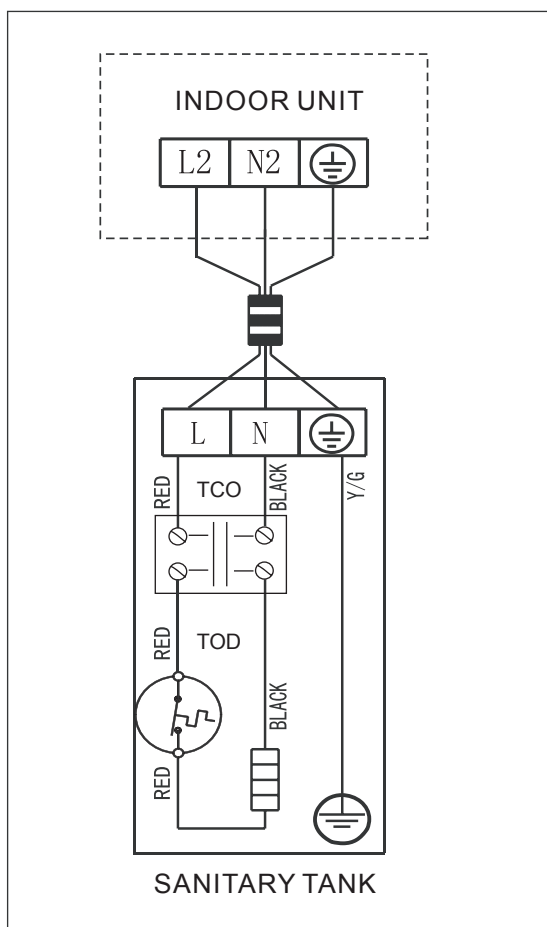 INDOOR UNIT
L2 N2
L N
RED TCO BLACK Y/G
RED TOD
BLACK
RED
SANITARY TANK